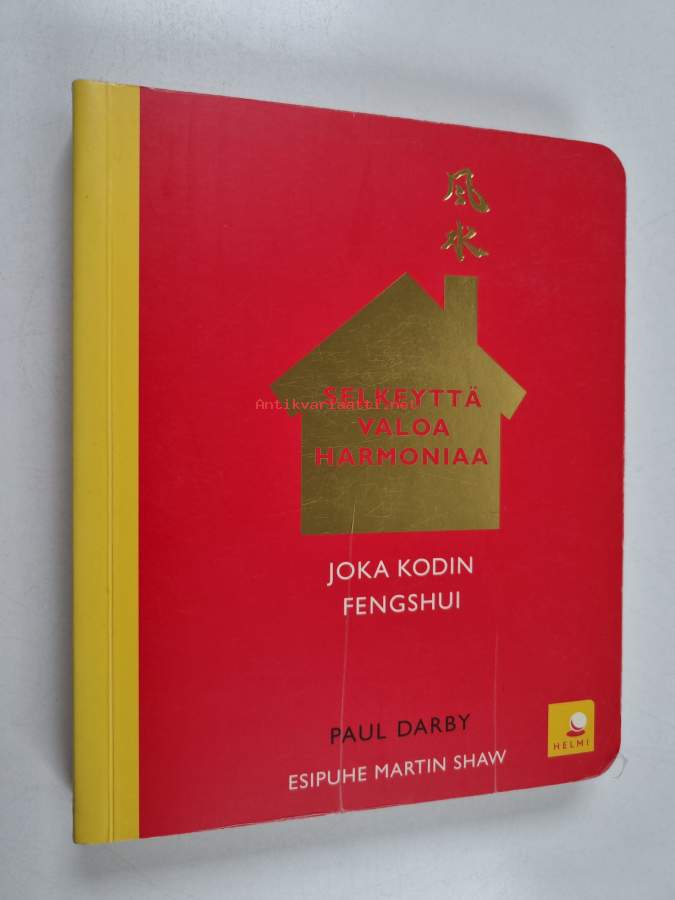 風
水
SELKEYTTÄ
Antikvariaatti.net
VALOA
HARMONIAA
JOKA KODIN
FENGSHUI
PAUL DARBY
ESIPUHE MARTIN SHAW
HELMI